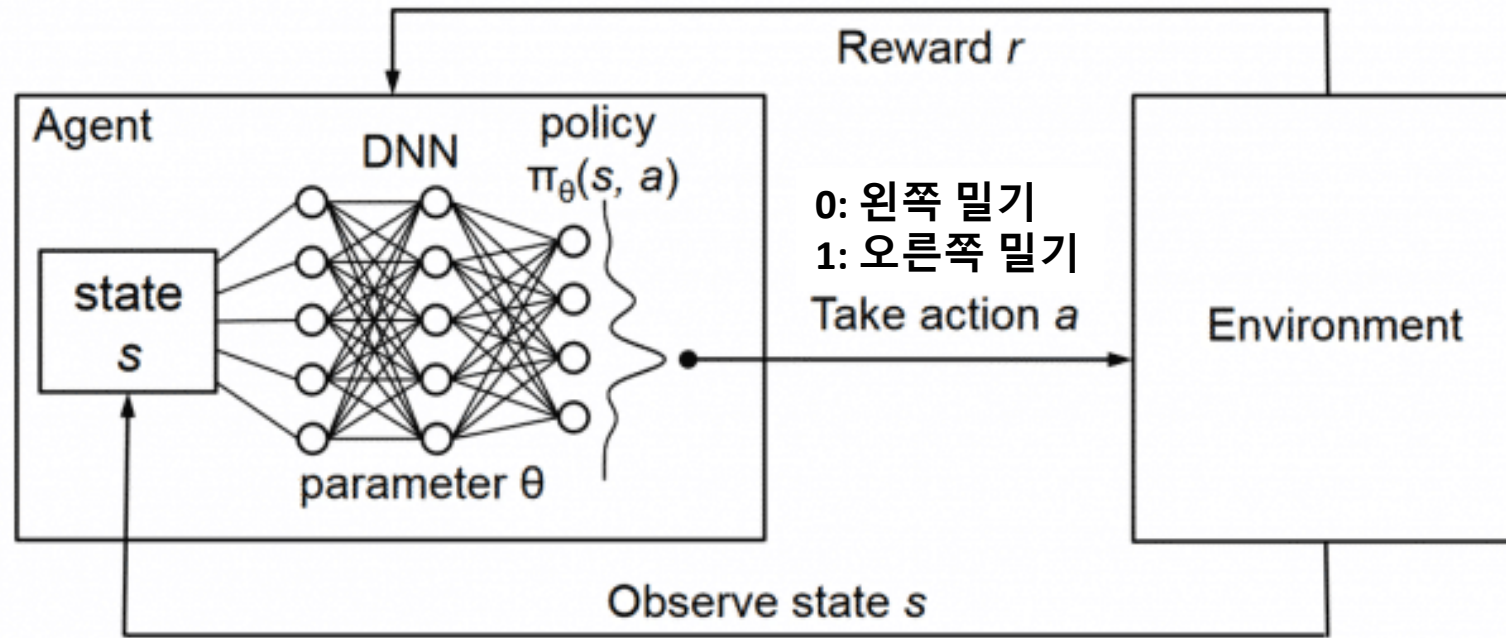 Reward r
Agent
DNN
policy
πθ(s, a)
state
s
parameter θ
0: 왼쪽 밀기
1: 오른쪽 밀기
Take action a
Environment
Observe state s